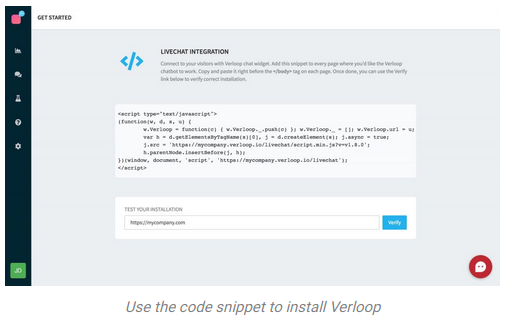 GET STARTED
LIVECHAT INTEGRATION
Connect to your visitors with Verloop chat widget. Add this snippet to every page where you'd like the Verloop
chatbot to work. Copy and paste it right before the </body> tag on each page. Once done, you can use the Verify
link below to verify correct installation.
<script type="text/javascript">
(function(w, d, s, u) {
w.Verloop = function(c) { w.Verloop._.push(c) }; w.Verloop._ = []; w.Verloop.url = u;
var h = d.getElementsByTagName(s)[0], j = d.createElement(s); j.async = true;
j.src = 'https://mycompany.verloop.io/livechat/script.min.js?v=v1.8.0';
h.parentNode.insertBefore(j, h);
})(window, document, 'script', 'https://mycompany.verloop.io/livechat');
</script>
TEST YOUR INSTALLATION
https://mycompany.com
Verify
JD
Use the code snippet to install Verloop